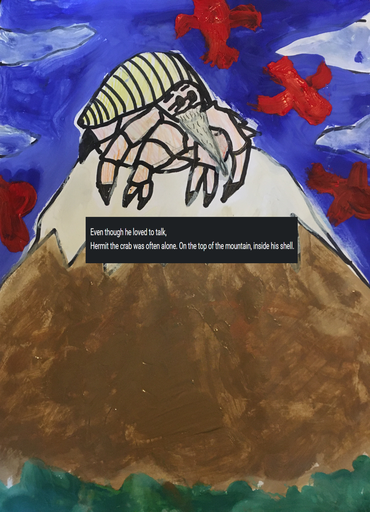 Even though he loved to talk,
Hermit the crab was often alone. On the top of the mountain, inside his shell.